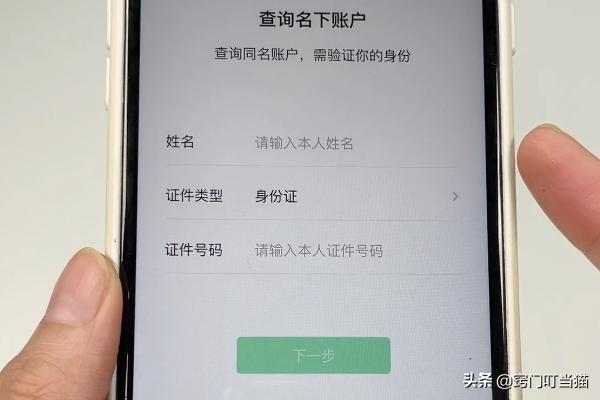 查询名下账户
查询同名账户，需验证你的身份
姓名 请输入本人姓名
证件类型 身份证
证件号码 请输入本人证件号码
下一步
头条 @窍门叮当猫